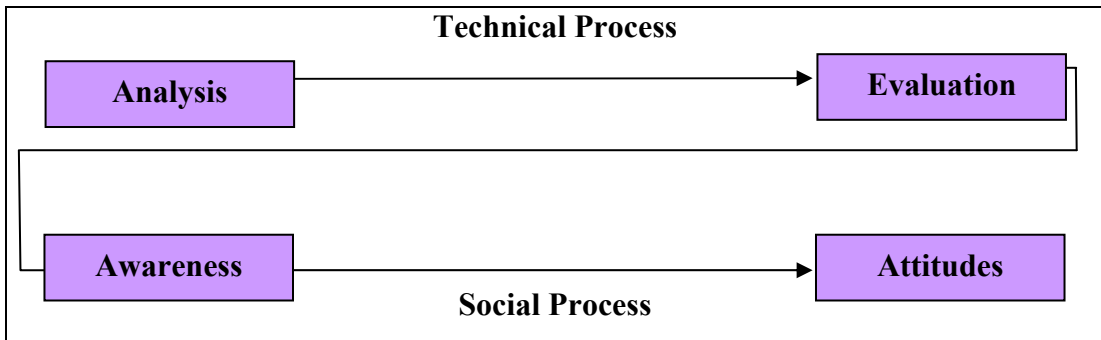 Technical Process
Analysis
Evaluation
Awareness
Attitudes
Social Process